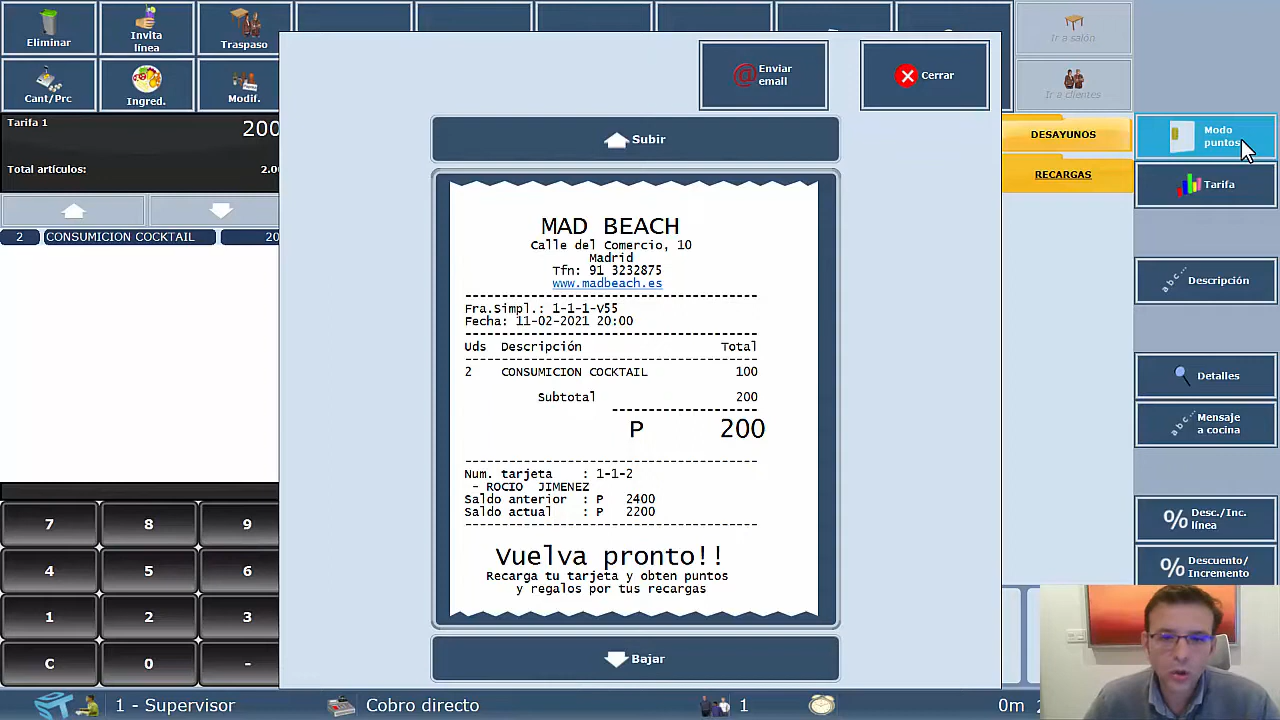 Eliminar
Invita
línea
Traspaso
Cant/Prc
Ingred.
Modif.
Ir a salón
Ir a clientes
Enviar
email
Cerrar
Tarifa 1
200
Total artículos:
2.0
2 CONSUMICION COCKTAIL 20
Subir
MAD BEACH
Calle del Comercio, 10
Madrid
Tfn: 91 3232875
www.madbeach.es
Fra.Simpl.: 1-1-1-V55
Fecha: 11-02-2021 20:00
Uds Descripción Total
2 CONSUMICION COCKTAIL 100
Subtotal 200
P 200
Num. tarjeta : 1-1-2
- ROCIO JIMENEZ
Saldo anterior : P 2400
Saldo actual : P 2200
Vuelva pronto!!
Recarga tu tarjeta y obten puntos
y regalos por tus recargas
Bajar
DESAYUNOS
RECARGAS
Modo
puntos
Tarifa
abc...
Descripción
Detalles
abc...
Mensaje
a cocina
% Desc./Inc.
línea
% Descuento/
Incremento
7 8 9
4 5 6
1 2 3
C 0 -
1 - Supervisor
Cobro directo
1
0m